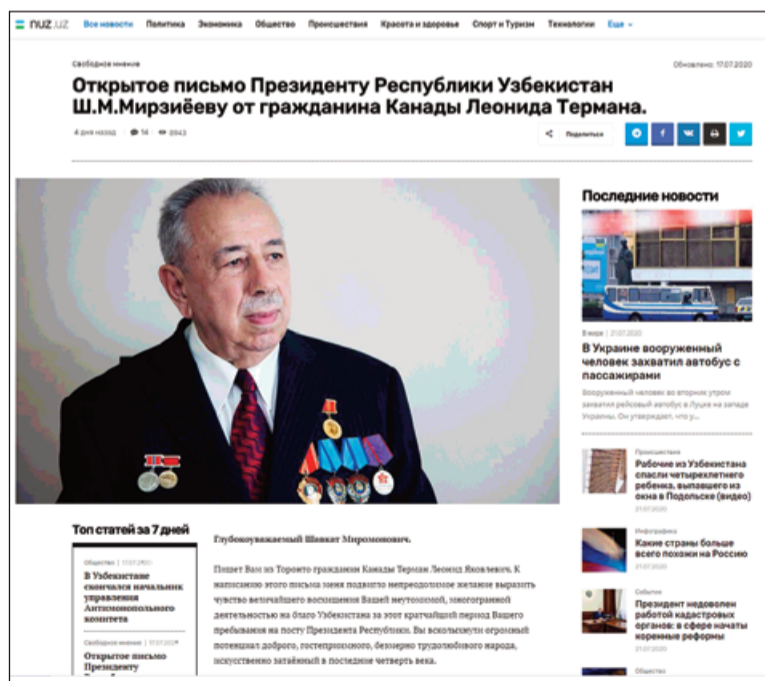 nuz.uz Все новости Политика Экономика Общество Происшествия Красота и здоровье Спорт и Туризм Технологии Еще
Свободное мнение
Обновлено: 17.07.2020
Открытое письмо Президенту Республики Узбекистан
Ш.М.Мирзиёеву от гражданина Канады Леонида Термана.
4 дня назад 14 8943
Поделиться
Последние новости
В мире | 21.07.2020
В Украине вооруженный
человек захватил автобус с
пассажирами
Вооруженный человек во вторник утром
захватил рейсовый автобус в Луцке на западе
Украины. Он утверждает, что у...
Происшествия
Рабочие из Узбекистана
спасли четырехлетнего
ребенка, выпавшего из
окна в Подольске (видео)
21.07.2020
Инфографика
Какие страны больше
всего похожи на Россию
21.07.2020
События
Президент недоволен
работой кадастровых
органов: в сфере начаты
коренные реформы
21.07.2020
Общество
Топ статей за 7 дней
Общество | 17.07.2020
В Узбекистане
скончался начальник
управления
Антимонопольного
комитета
Свободное мнение | 17.07.2020
Открытое письмо
Президенту
Глубокоуважаемый Шавкат Миромонович.
Пишет Вам из Торонто гражданин Канады Терман Леонид Яковлевич. К
написанию этого письма меня подвигло непреодолимое желание выразить
чувство величайшего восхищения Вашей неутомимой, многогранной
деятельностью на благо Узбекистана за этот кратчайший период Вашего
пребывания на посту Президента Республики. Вы всколыхнули огромный
потенциал доброго, гостеприимного, безмерно трудолюбивого народа,
искусственно затаённый в последние четверть века.